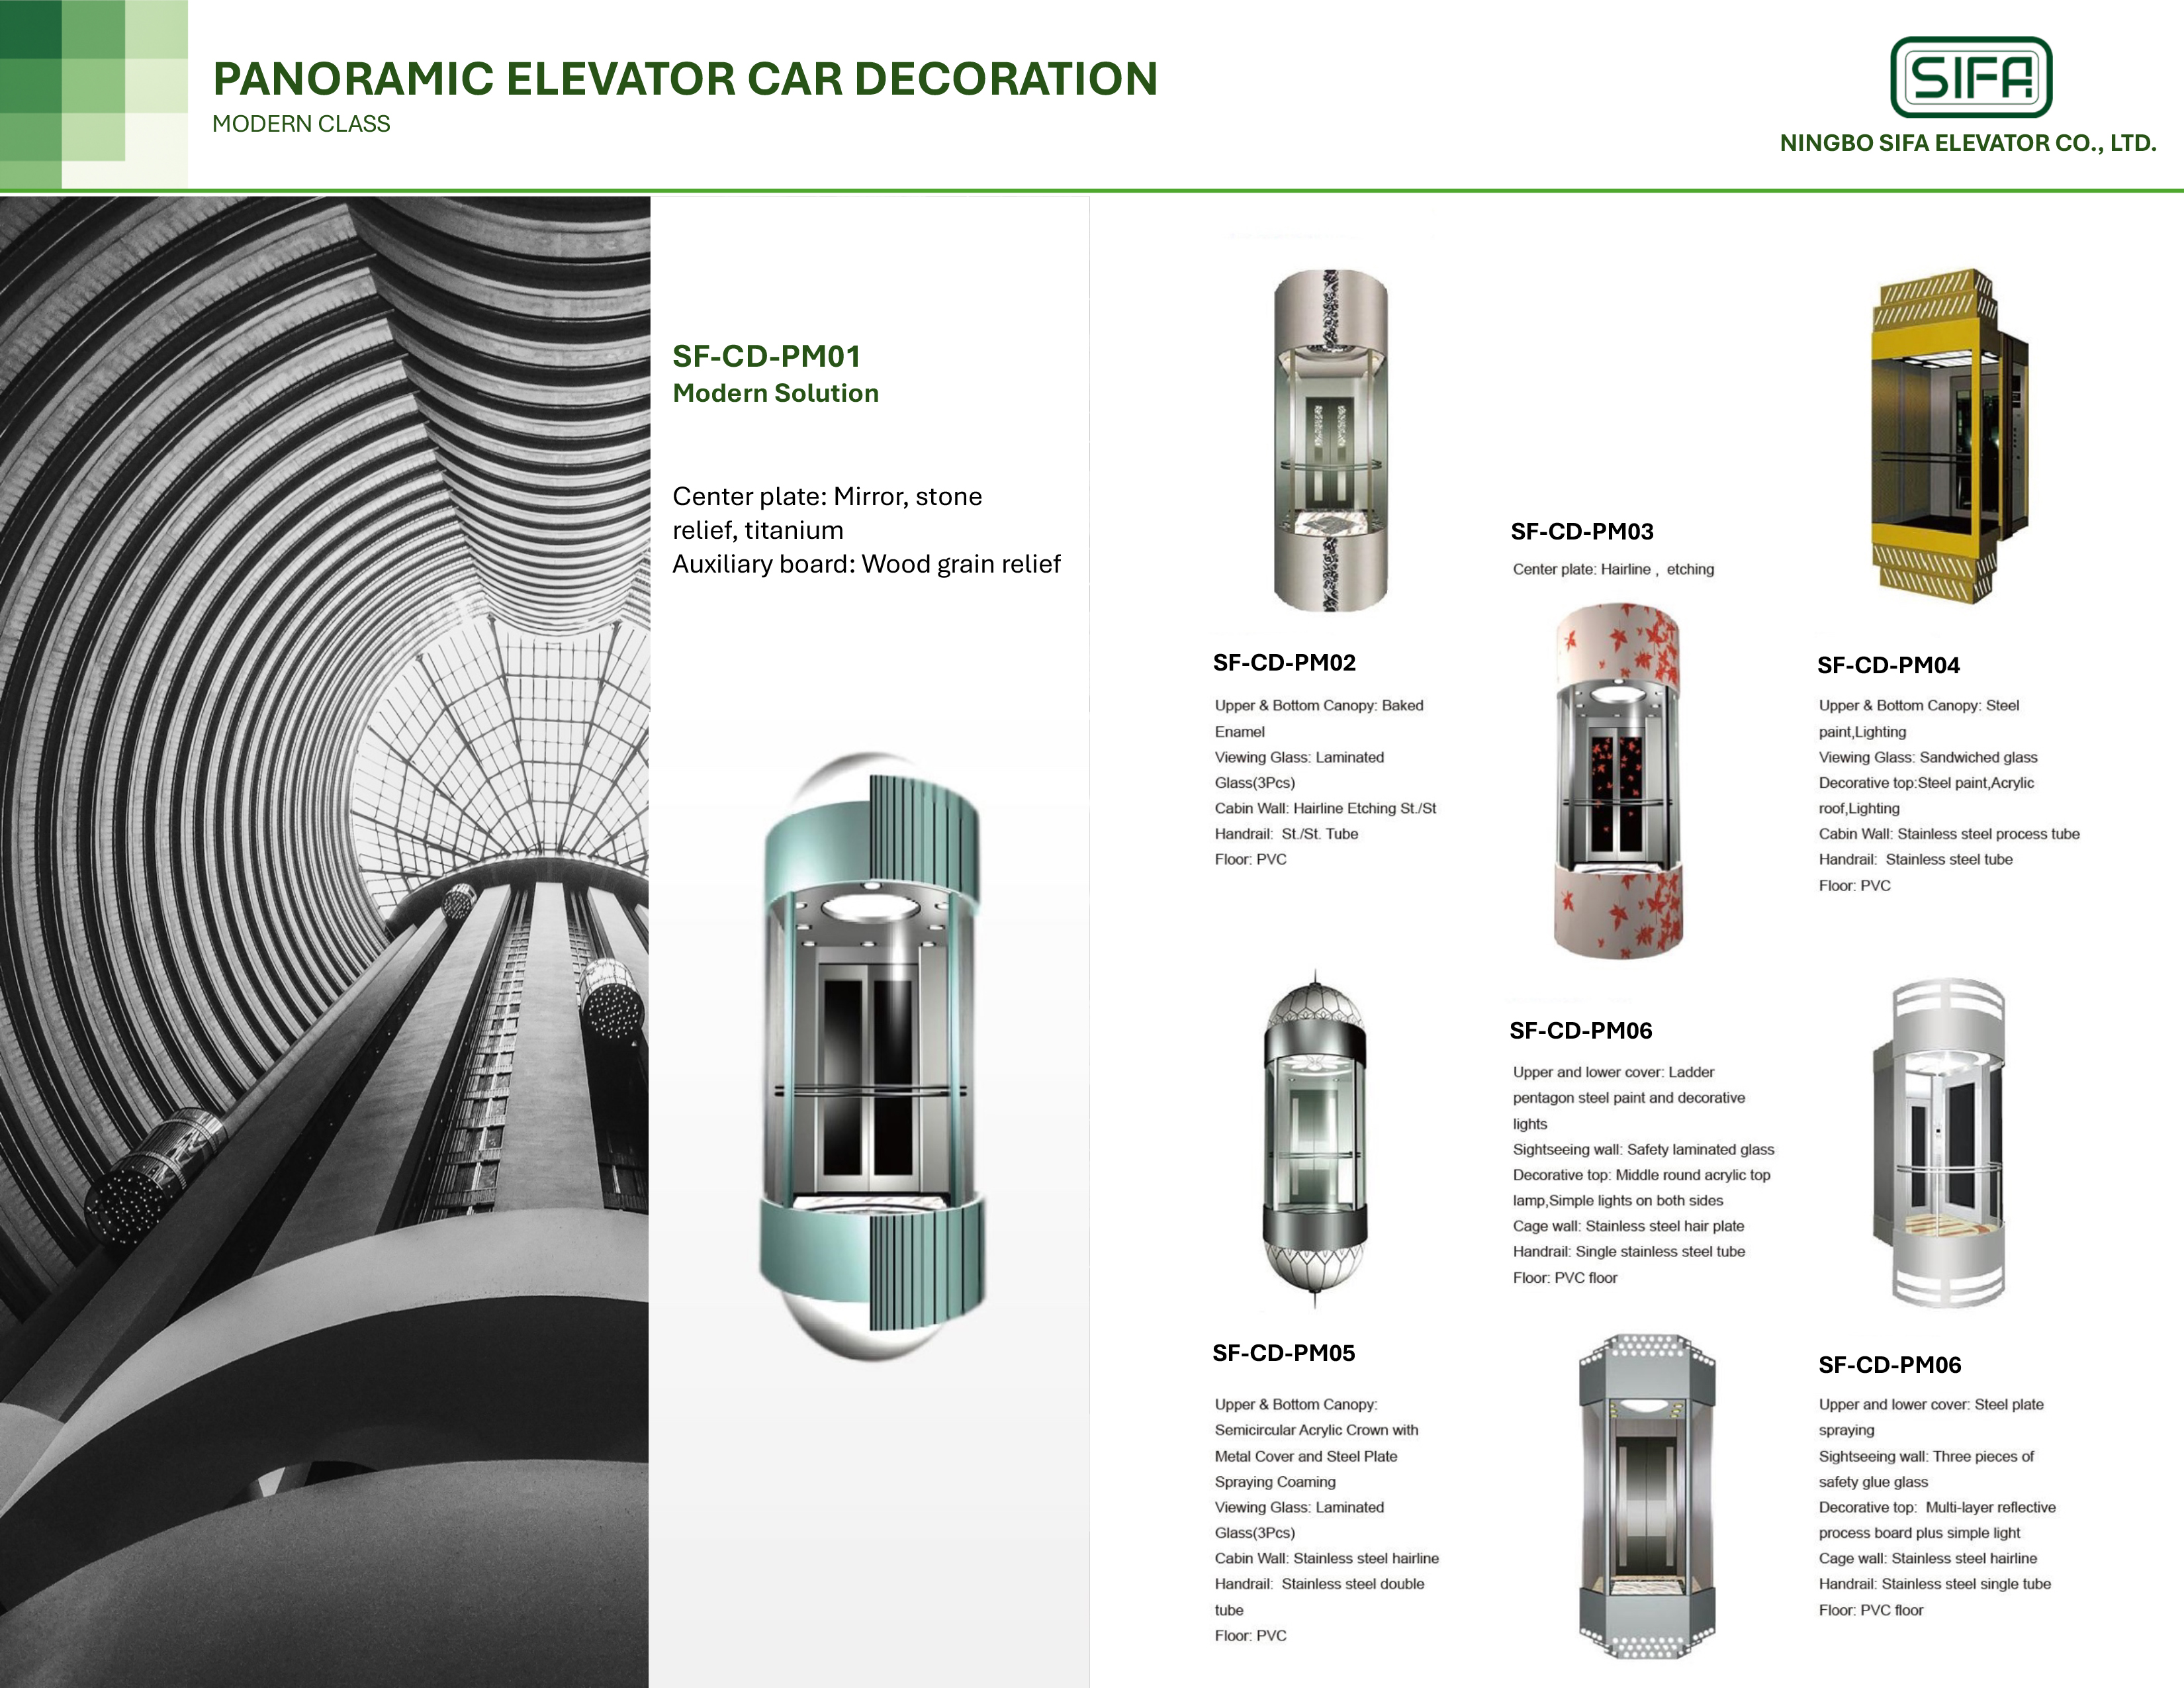 PANORAMIC ELEVATOR CAR DECORATION
MODERN CLASS
SIFA
NINGBO SIFA ELEVATOR CO., LTD.
SF-CD-PM01
Modern Solution
Center plate: Mirror, stone
relief, titanium
Auxiliary board: Wood grain relief
SF-CD-PM02
Upper & Bottom Canopy: Baked
Enamel
Viewing Glass: Laminated
Glass(3Pcs)
Cabin Wall: Hairline Etching St./St
Handrail:  St./St. Tube
Floor: PVC
SF-CD-PM03
Center plate: Hairline ,  etching
SF-CD-PM04
Upper & Bottom Canopy: Steel
paint,Lighting
Viewing Glass: Sandwiched glass
Decorative top:Steel paint,Acrylic
roof,Lighting
Cabin Wall: Stainless steel process tube
Handrail:  Stainless steel tube
Floor: PVC
SF-CD-PM05
Upper & Bottom Canopy:
Semicircular Acrylic Crown with
Metal Cover and Steel Plate
Spraying Coaming
Viewing Glass: Laminated
Glass(3Pcs)
Cabin Wall: Stainless steel hairline
Handrail:  Stainless steel double
tube
Floor: PVC
SF-CD-PM06
Upper and lower cover: Ladder
pentagon steel paint and decorative
lights
Sightseeing wall: Safety laminated glass
Decorative top: Middle round acrylic top
lamp,Simple lights on both sides
Cage wall: Stainless steel hair plate
Handrail: Single stainless steel tube
Floor: PVC floor
SF-CD-PM06
Upper and lower cover: Steel plate
spraying
Sightseeing wall: Three pieces of
safety glue glass
Decorative top:  Multi-layer reflective
process board plus simple light
Cage wall: Stainless steel hairline
Handrail: Stainless steel single tube
Floor: PVC floor